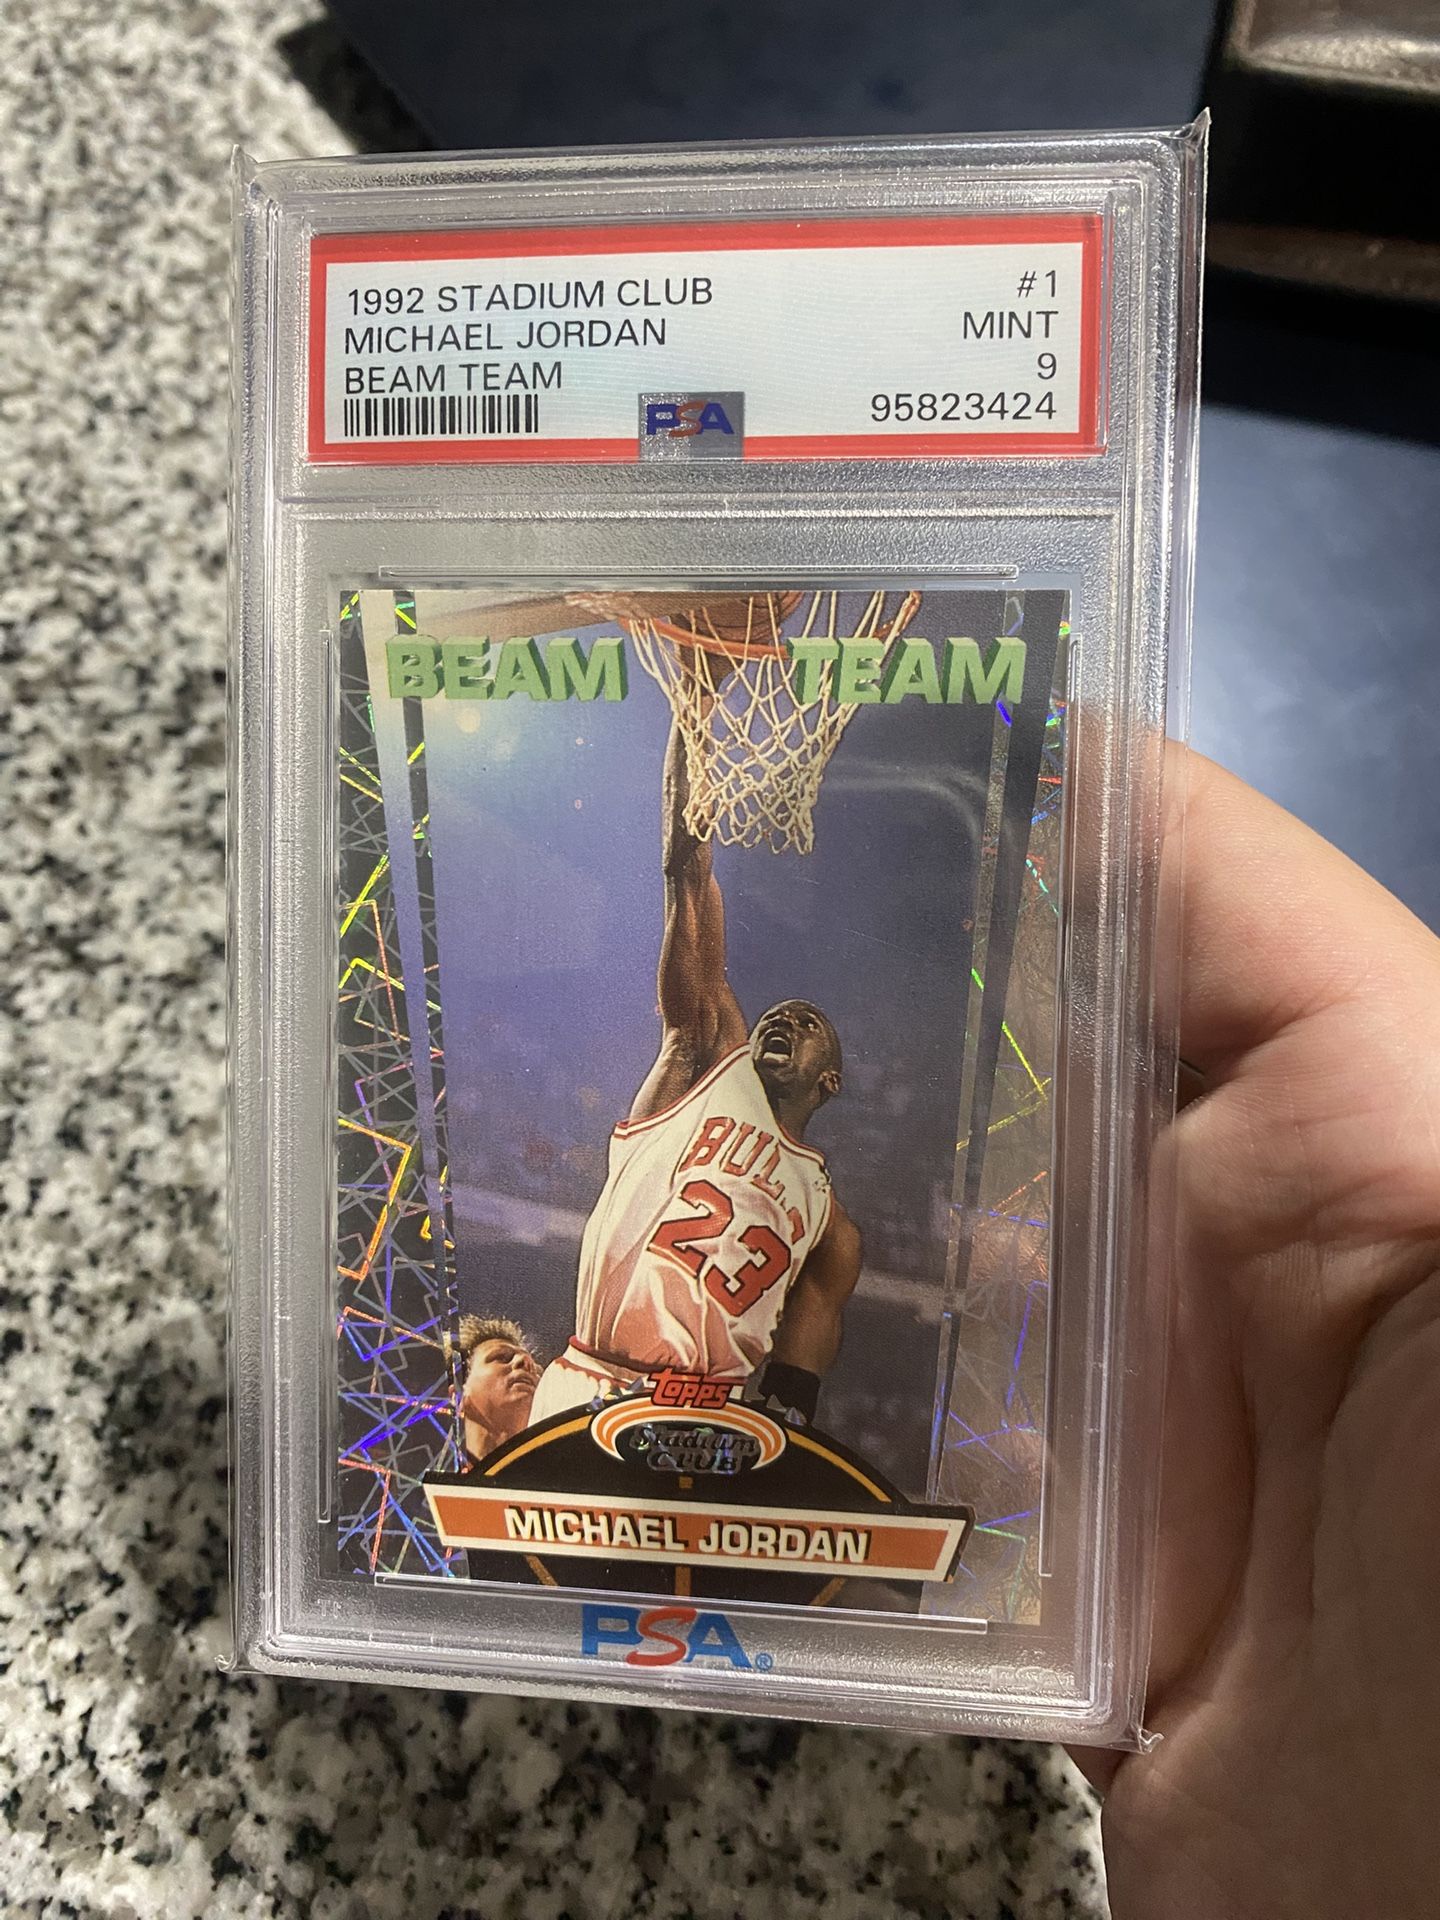 1992 STADIUM CLUB #1
MICHAEL JORDAN MINT
BEAM TEAM 9
PSA 95823424
BEAM TEAM
BULLS
23
TOPPS
Stadium
CLUB
MICHAEL JORDAN
PSA®